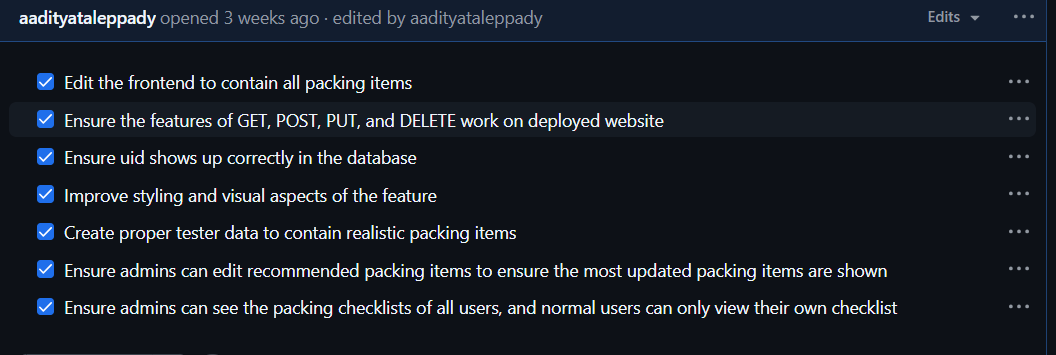 aadityataleppady opened 3 weeks ago · edited by aadityataleppady Edits
Edit the frontend to contain all packing items
Ensure the features of GET, POST, PUT, and DELETE work on deployed website
Ensure uid shows up correctly in the database
Improve styling and visual aspects of the feature
Create proper tester data to contain realistic packing items
Ensure admins can edit recommended packing items to ensure the most updated packing items are shown
Ensure admins can see the packing checklists of all users, and normal users can only view their own checklist